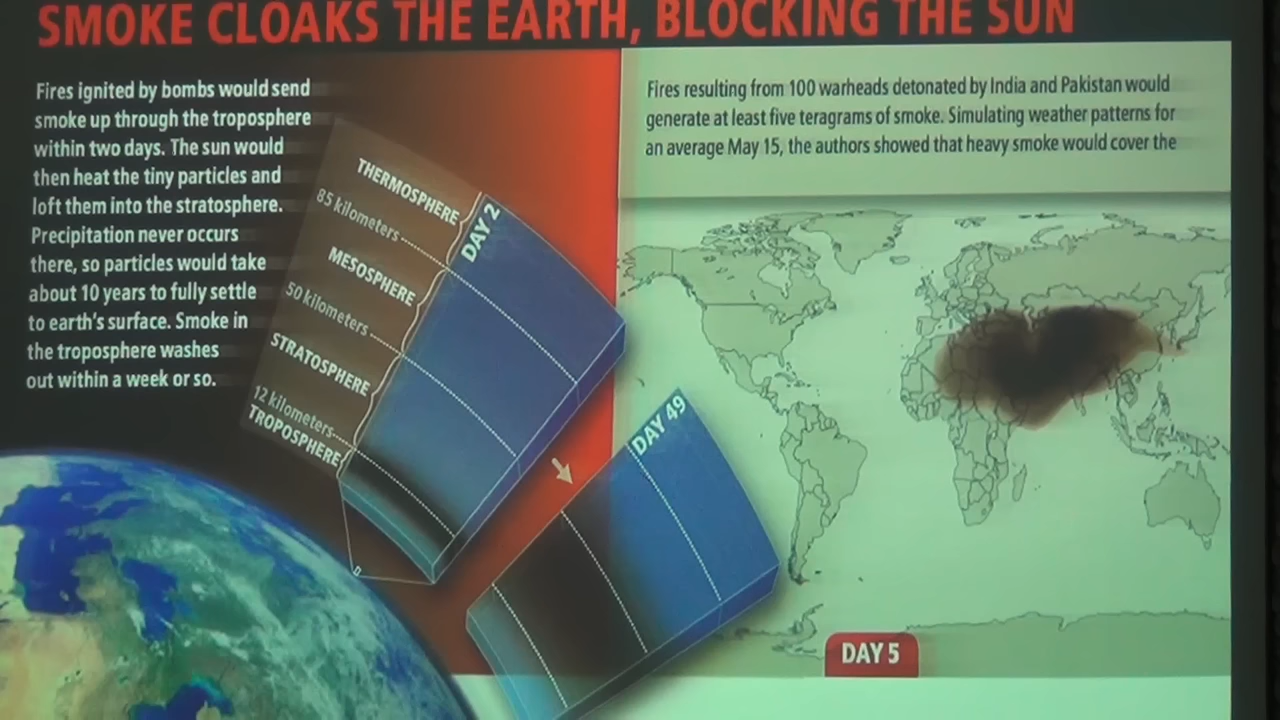 SMOKE CLOAKS THE EARTH, BLOCKING THE SUN
Fires ignited by bombs would send
smoke up through the troposphere
within two days. The sun would
then heat the tiny particles and
loft them into the stratosphere.
Precipitation never occurs
there, so particles would take
about 10 years to fully settle
to earth's surface. Smoke in
the troposphere washes
out within a week or so.
THERMOSPHERE
85 kilometers
MESOSPHERE
50 kilometers
STRATOSPHERE
12 kilometers
TROPOSPHERE
DAY 2
DAY 49
Fires resulting from 100 warheads detonated by India and Pakistan would
generate at least five teragrams of smoke. Simulating weather patterns for
an average May 15, the authors showed that heavy smoke would cover the
DAY 5